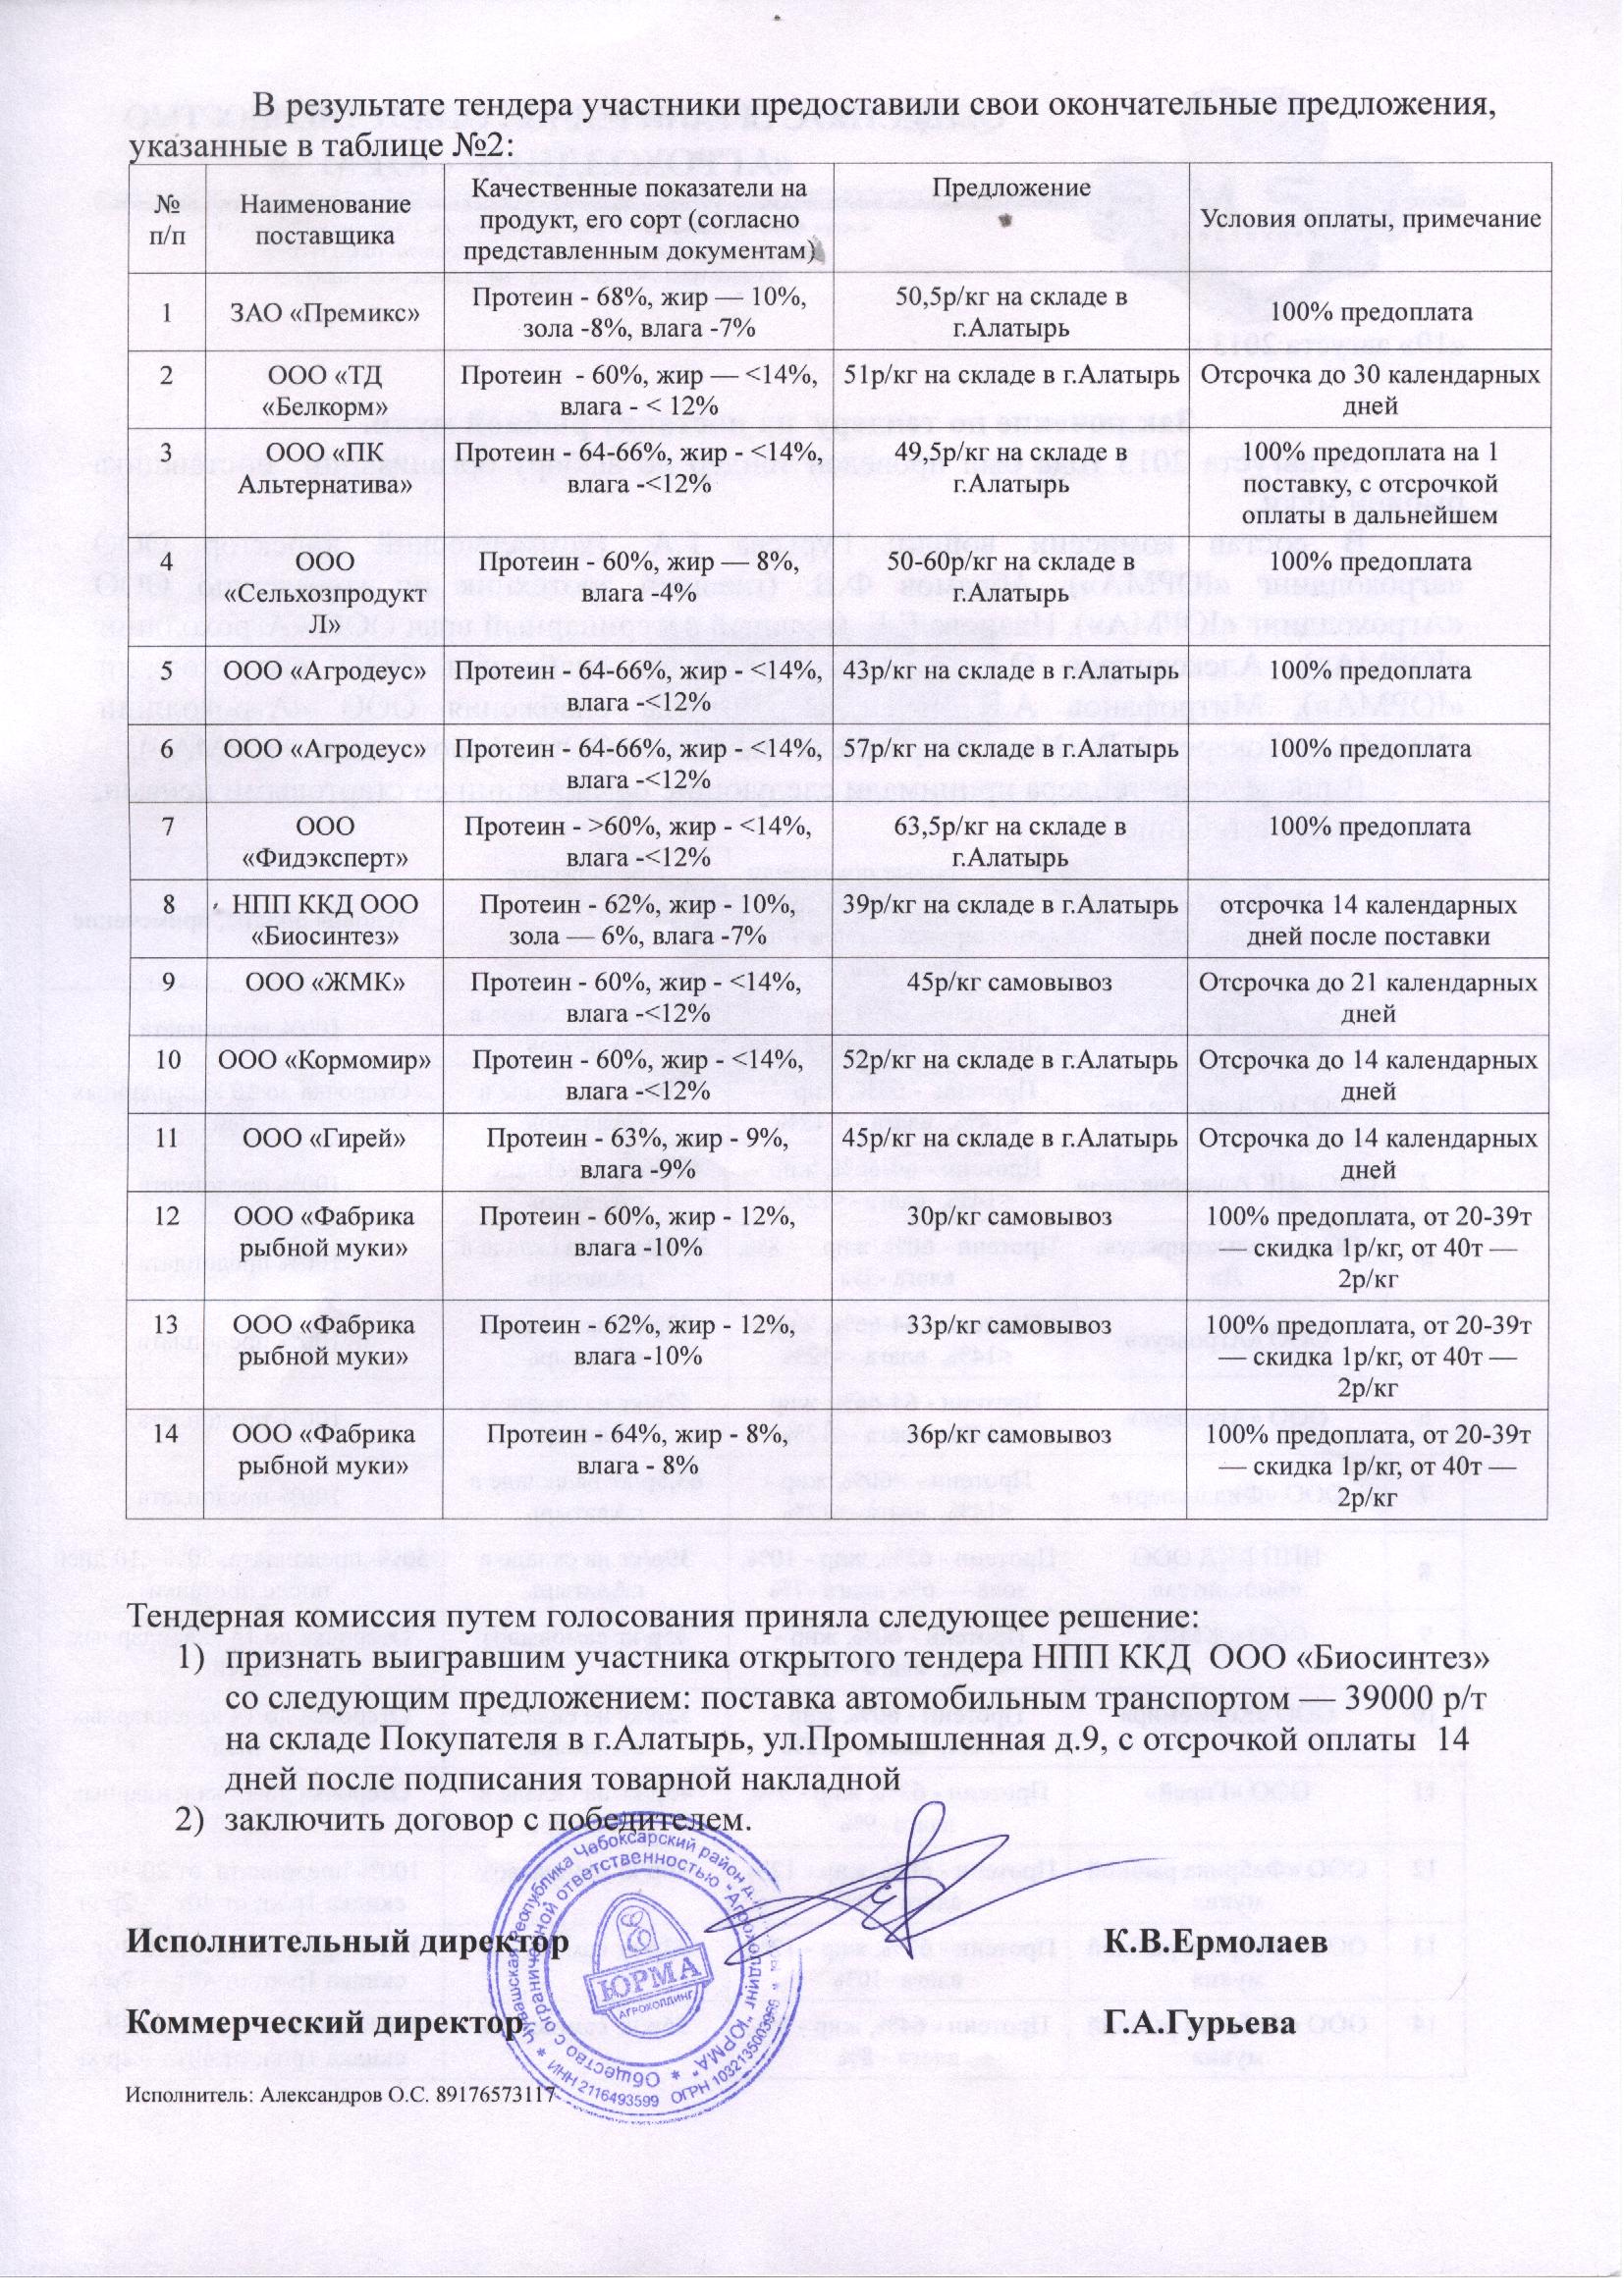 В результате тендера участники предоставили свои окончательные предложения,
указанные в таблице №2:
№ п/п
Наименование поставщика
Качественные показатели на продукт, его сорт (согласно представленным документам)
Предложение
Условия оплаты, примечание
1
ЗАО «Премикс»
Протеин - 68%, жир — 10%,
зола -8%, влага -7%
50,5р/кг на складе в
г.Алатырь
100% предоплата
2
ООО «ТД
«Белкорм»
Протеин - 60%, жир — <14%,
влага - < 12%
51р/кг на складе в г.Алатырь
Отсрочка до 30 календарных
дней
3
ООО «ПК
Альтернатива»
Протеин - 64-66%, жир - <14%,
влага -<12%
49,5р/кг на складе в
г.Алатырь
100% предоплата на 1
поставку, с отсрочкой
оплаты в дальнейшем
4
ООО
«Сельхозпродукт
Л»
Протеин - 60%, жир — 8%,
влага -4%
50-60р/кг на складе в
г.Алатырь
100% предоплата
5
ООО «Агродеус»
Протеин - 64-66%, жир - <14%,
влага -<12%
43р/кг на складе в г.Алатырь
100% предоплата
6
ООО «Агродеус»
Протеин - 64-66%, жир - <14%,
влага -<12%
57р/кг на складе в г.Алатырь
100% предоплата
7
ООО
«Фидэксперт»
Протеин - >60%, жир - <14%,
влага -<12%
63,5р/кг на складе в
г.Алатырь
100% предоплата
8
НПП ККД ООО
«Биосинтез»
Протеин - 62%, жир - 10%,
зола — 6%, влага -7%
39р/кг на складе в г.Алатырь
отсрочка 14 календарных
дней после поставки
9
ООО «ЖМК»
Протеин - 60%, жир - <14%,
влага -<12%
45р/кг самовывоз
Отсрочка до 21 календарных
дней
10
ООО «Кормомир»
Протеин - 60%, жир - <14%,
влага -<12%
52р/кг на складе в г.Алатырь
Отсрочка до 14 календарных
дней
11
ООО «Гирей»
Протеин - 63%, жир - 9%,
влага -9%
45р/кг на складе в г.Алатырь
Отсрочка до 14 календарных
дней
12
ООО «Фабрика
рыбной муки»
Протеин - 60%, жир - 12%,
влага -10%
30р/кг самовывоз
100% предоплата, от 20-39т
— скидка 1р/кг, от 40т —
2р/кг
13
ООО «Фабрика
рыбной муки»
Протеин - 62%, жир - 12%,
влага -10%
33р/кг самовывоз
100% предоплата, от 20-39т
— скидка 1р/кг, от 40т —
2р/кг
14
ООО «Фабрика
рыбной муки»
Протеин - 64%, жир - 8%,
влага - 8%
36р/кг самовывоз
100% предоплата, от 20-39т
— скидка 1р/кг, от 40т —
2р/кг
Тендерная комиссия путем голосования приняла следующее решение:
1) признать выигравшим участника открытого тендера НПП ККД ООО «Биосинтез»
со следующим предложением: поставка автомобильным транспортом — 39000 р/т
на складе Покупателя в г.Алатырь, ул.Промышленная д.9, с отсрочкой оплаты 14
дней после подписания товарной накладной
2) заключить договор с победителем.
Чувашская Республика Чебоксарский район д.
Общество с ограниченной ответственностью "Агрохолдинг "ЮРМА"
ЮРМА
АГРОХОЛДИНГ
ИНН 2116493599 ОГРН
Исполнительный директор К.В.Ермолаев
Коммерческий директор Г.А.Гурьева
Исполнитель: Александров О.С. 89176573117